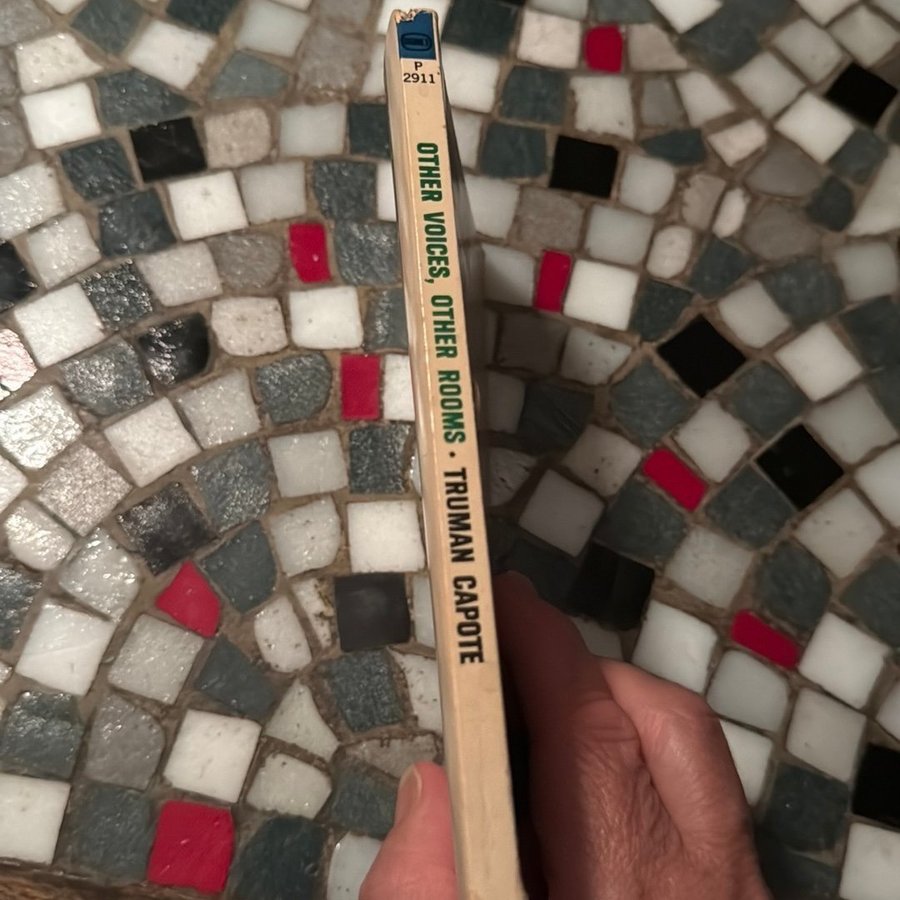 P
2911
OTHER VOICES, OTHER ROOMS · TRUMAN CAPOTE